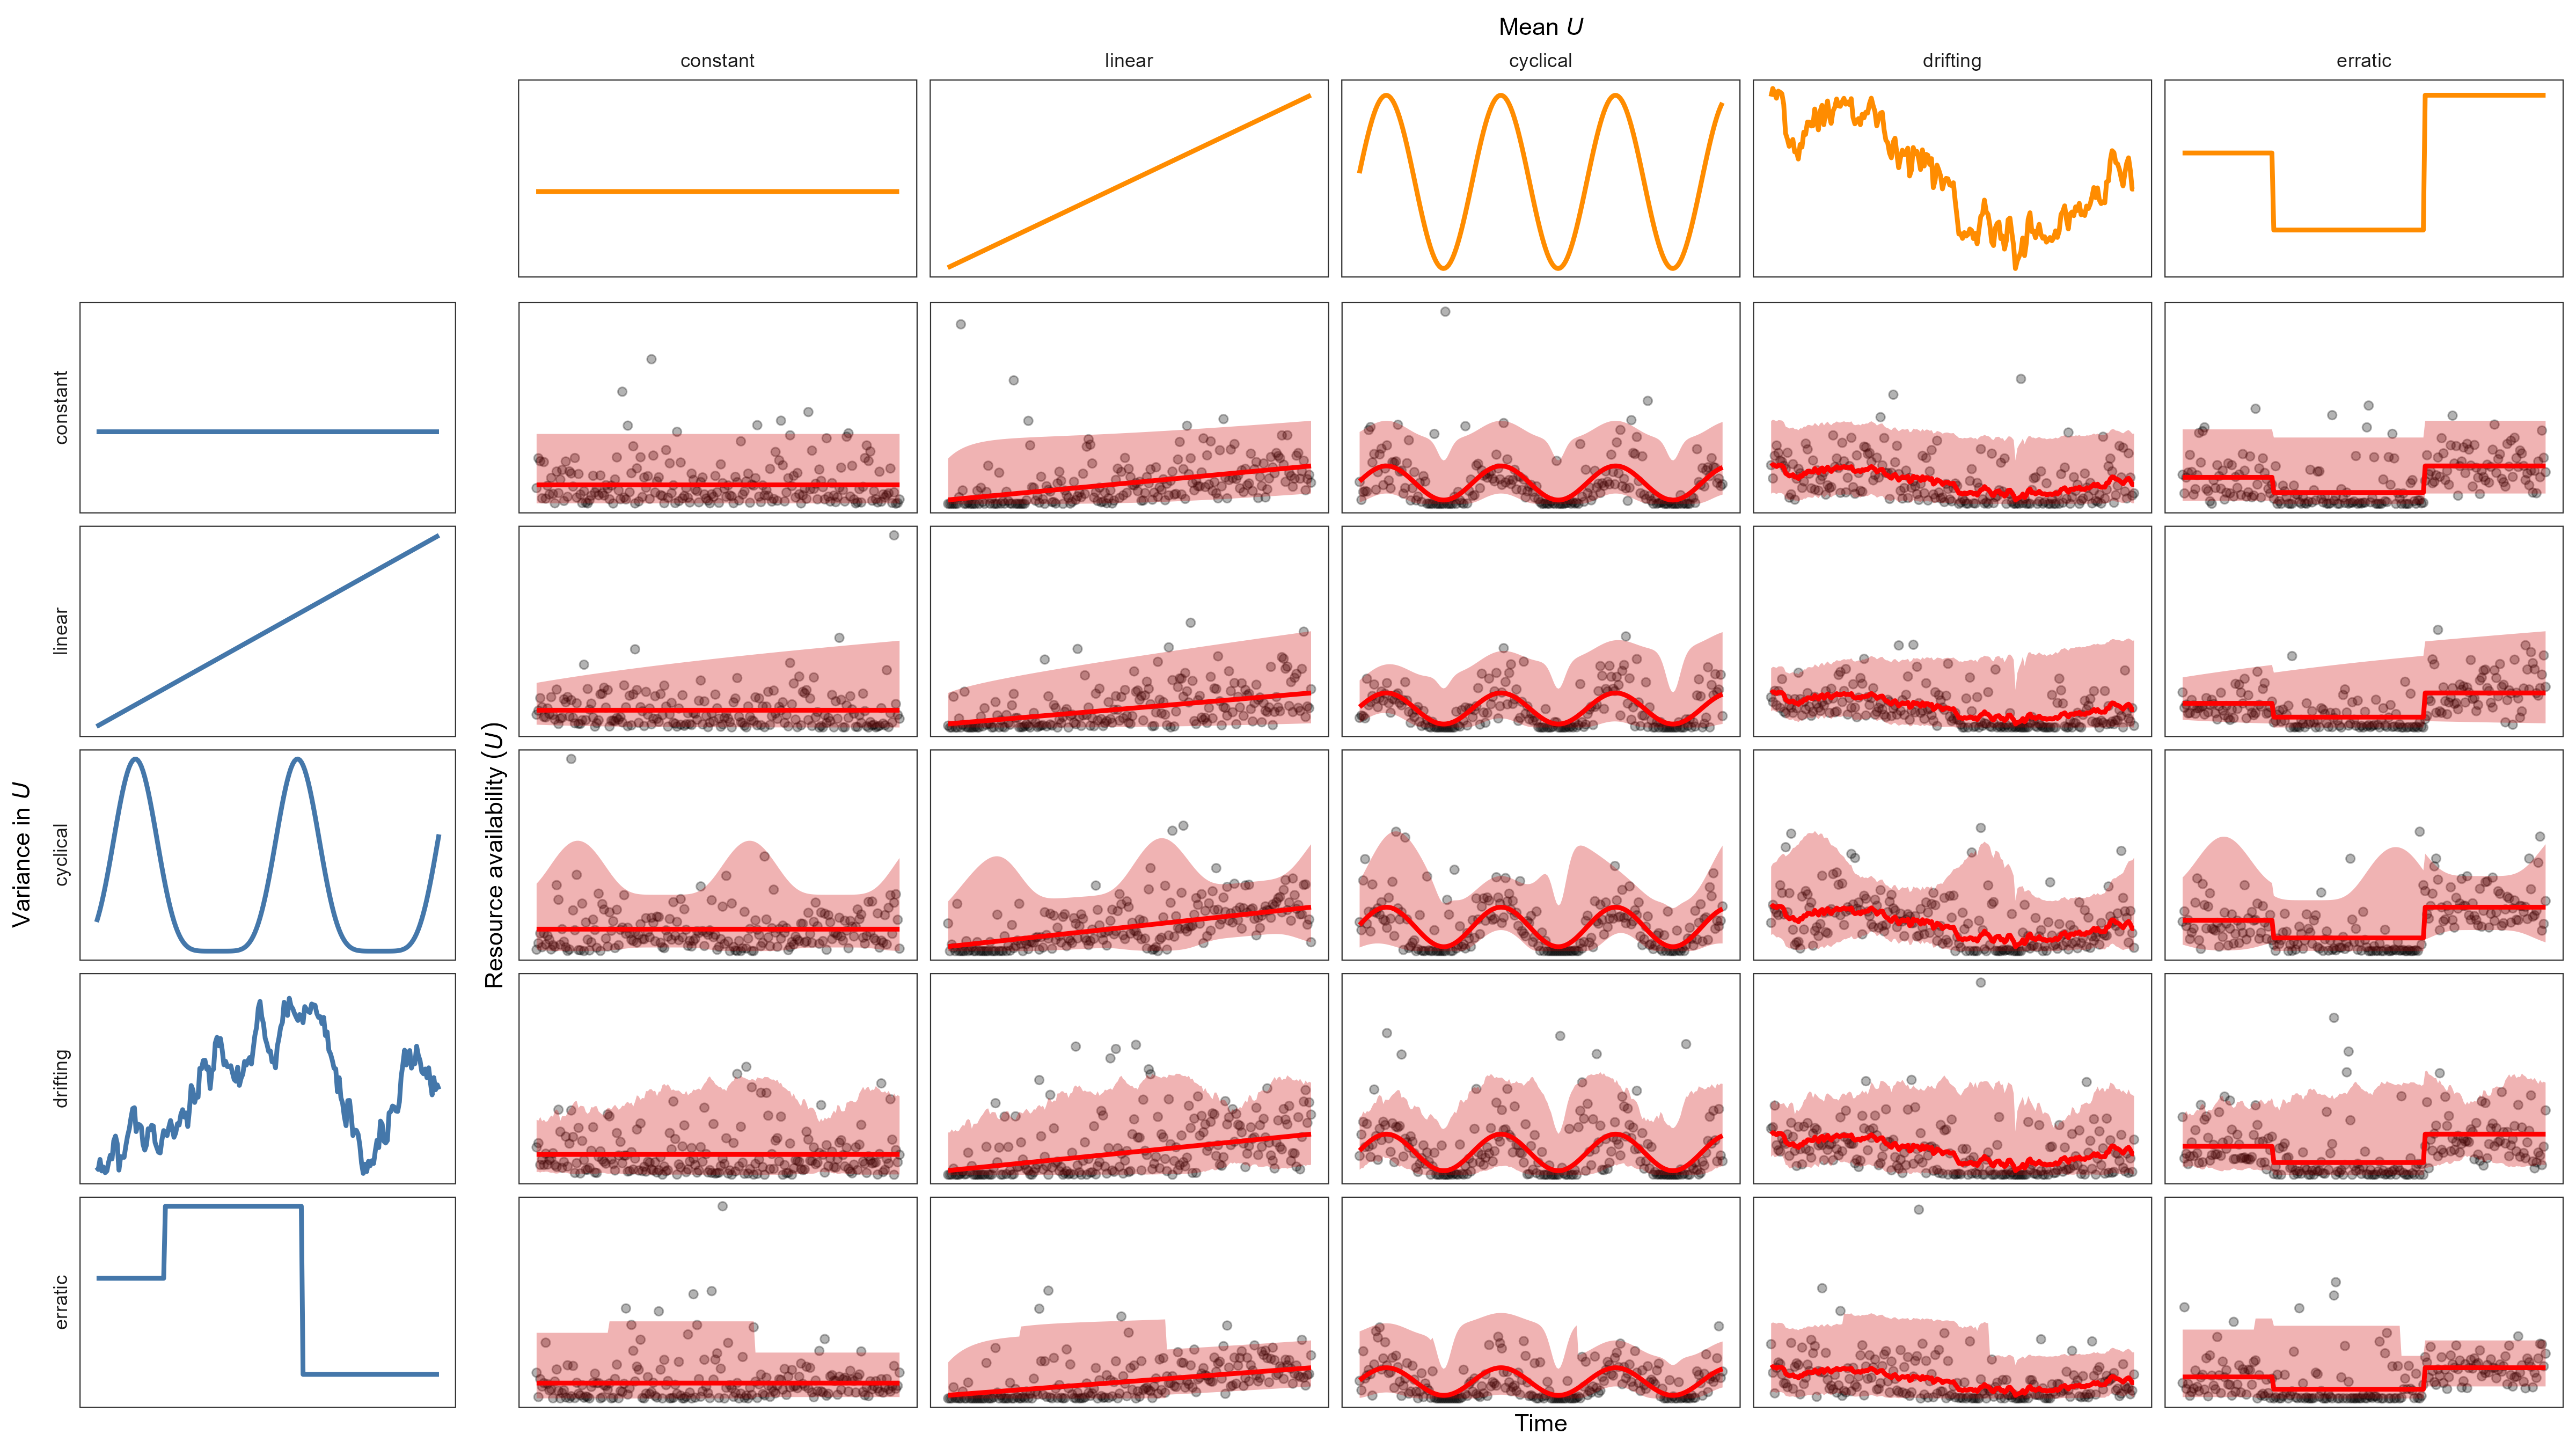 Mean U
constant
linear
cyclical
drifting
erratic
Variance in U
constant
linear
cyclical
drifting
erratic
Resource availability (U)
Time